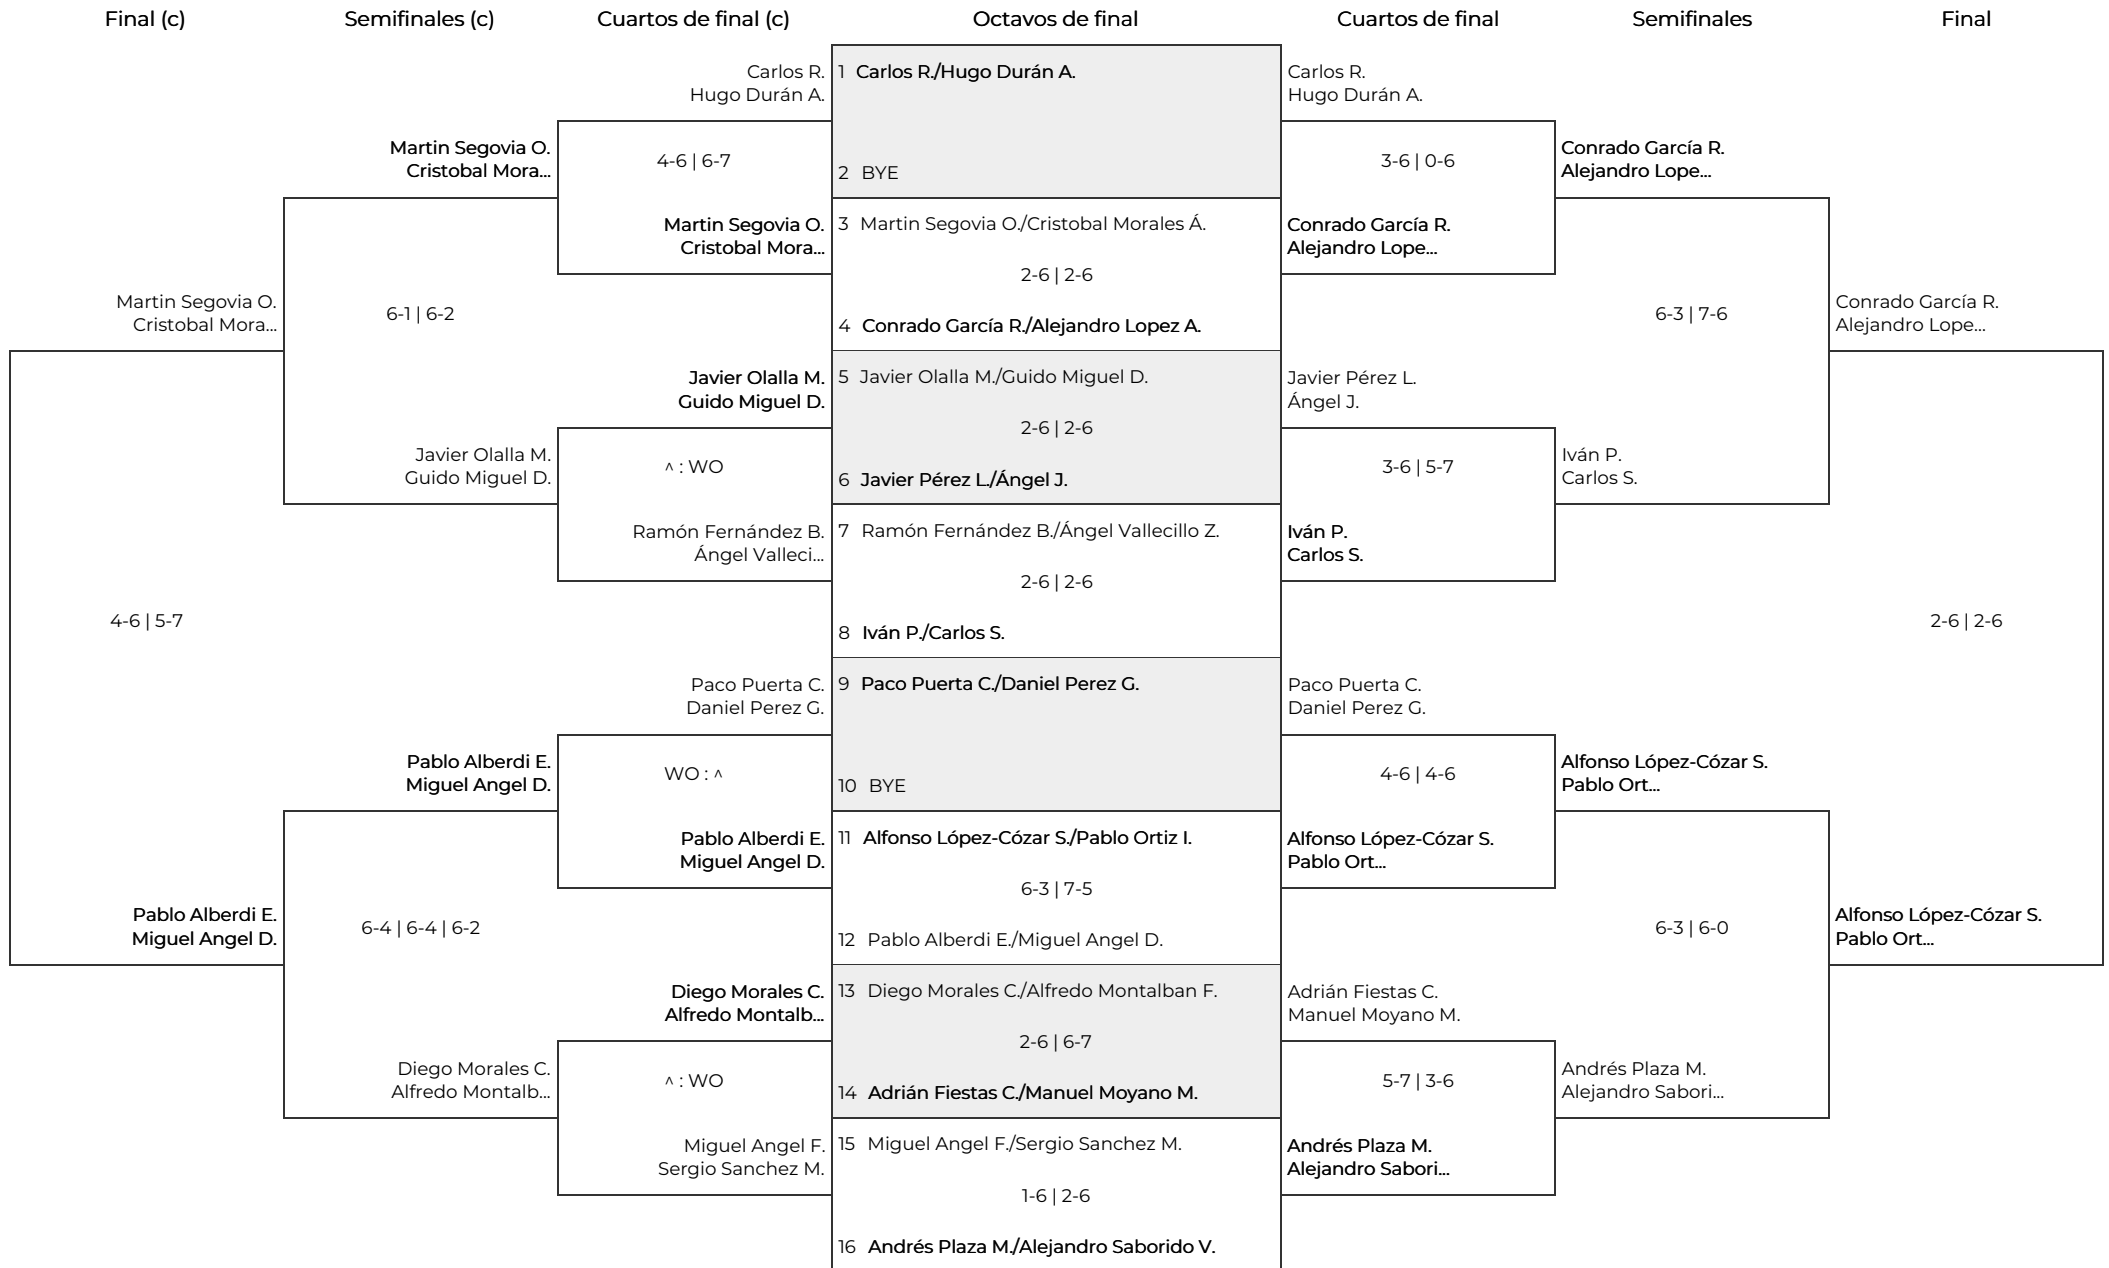 Final (c)
Semifinales (c)
Cuartos de final (c)
Octavos de final
Cuartos de final
Semifinales
Final
Martin Segovia O.
Cristobal Mora...
4-6 | 5-7
Pablo Alberdi E.
Miguel Angel D.
Martin Segovia O.
Cristobal Mora...
6-1 | 6-2
Javier Olalla M.
Guido Miguel D.
Pablo Alberdi E.
Miguel Angel D.
6-4 | 6-4 | 6-2
Diego Morales C.
Alfredo Montalb...
Carlos R.
Hugo Durán A.
4-6 | 6-7
Martin Segovia O.
Cristobal Mora...
Javier Olalla M.
Guido Miguel D.
^ : WO
Ramón Fernández B.
Ángel Valleci...
Paco Puerta C.
Daniel Perez G.
WO : ^
Pablo Alberdi E.
Miguel Angel D.
Diego Morales C.
Alfredo Montalb...
^ : WO
Miguel Angel F.
Sergio Sanchez M.
1 Carlos R./Hugo Durán A.
2 BYE
3 Martin Segovia O./Cristobal Morales Á.
2-6 | 2-6
4 Conrado García R./Alejandro Lopez A.
5 Javier Olalla M./Guido Miguel D.
2-6 | 2-6
6 Javier Pérez L./Ángel J.
7 Ramón Fernández B./Ángel Vallecillo Z.
2-6 | 2-6
8 Iván P./Carlos S.
9 Paco Puerta C./Daniel Perez G.
10 BYE
11 Alfonso López-Cózar S./Pablo Ortiz I.
6-3 | 7-5
12 Pablo Alberdi E./Miguel Angel D.
13 Diego Morales C./Alfredo Montalban F.
2-6 | 6-7
14 Adrián Fiestas C./Manuel Moyano M.
15 Miguel Angel F./Sergio Sanchez M.
1-6 | 2-6
16 Andrés Plaza M./Alejandro Saborido V.
Carlos R.
Hugo Durán A.
3-6 | 0-6
Conrado García R.
Alejandro Lope...
Javier Pérez L.
Ángel J.
3-6 | 5-7
Iván P.
Carlos S.
Paco Puerta C.
Daniel Perez G.
4-6 | 4-6
Alfonso López-Cózar S.
Pablo Ort...
Adrián Fiestas C.
Manuel Moyano M.
5-7 | 3-6
Andrés Plaza M.
Alejandro Sabori...
Conrado García R.
Alejandro Lope...
6-3 | 7-6
Iván P.
Carlos S.
Alfonso López-Cózar S.
Pablo Ort...
6-3 | 6-0
Andrés Plaza M.
Alejandro Sabori...
Conrado García R.
Alejandro Lope...
2-6 | 2-6
Alfonso López-Cózar S.
Pablo Ort...